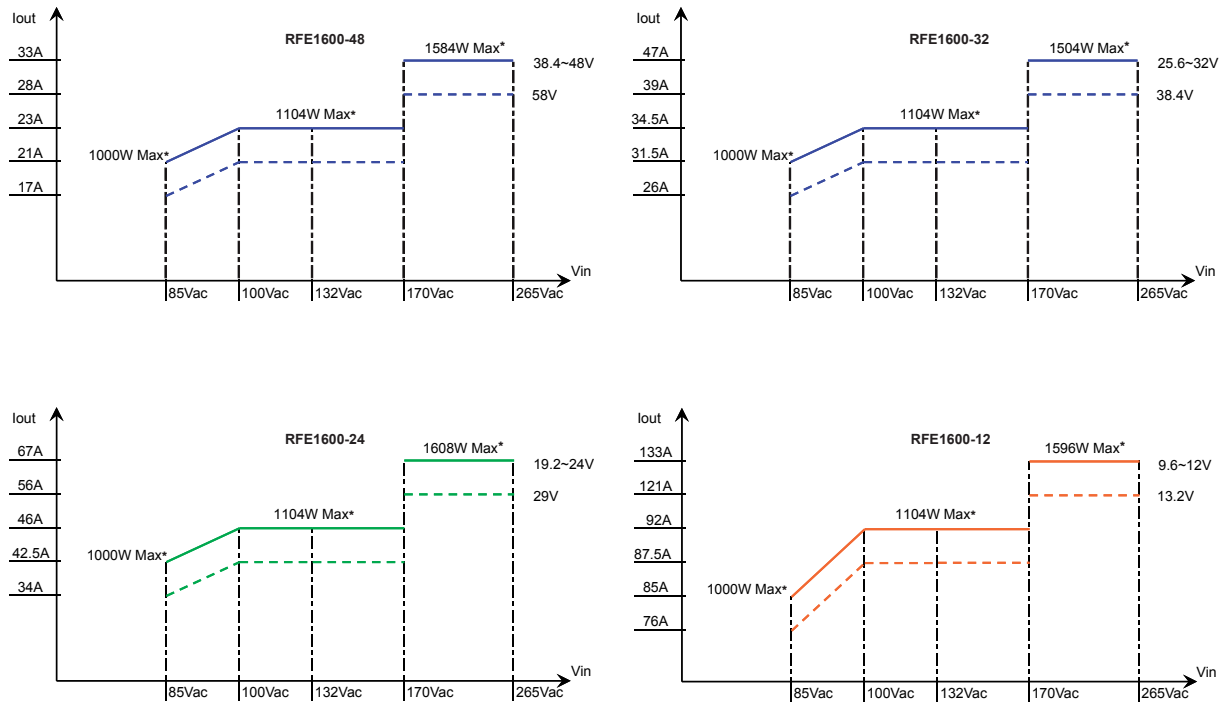 Iout
RFE1600-48
33A
1584W Max*
38.4~48V
28A
58V
23A
1104W Max*
21A
1000W Max*
17A
Vin
85Vac
100Vac
132Vac
170Vac
265Vac
Iout
RFE1600-32
47A
1504W Max*
25.6~32V
39A
38.4V
34.5A
1104W Max*
31.5A
1000W Max*
26A
Vin
85Vac
100Vac
132Vac
170Vac
265Vac
Iout
RFE1600-24
67A
1608W Max*
19.2~24V
56A
29V
46A
1104W Max*
42.5A
1000W Max*
34A
Vin
85Vac
100Vac
132Vac
170Vac
265Vac
Iout
RFE1600-12
133A
1596W Max*
9.6~12V
121A
13.2V
92A
1104W Max*
87.5A
85A
1000W Max*
76A
Vin
85Vac
100Vac
132Vac
170Vac
265Vac